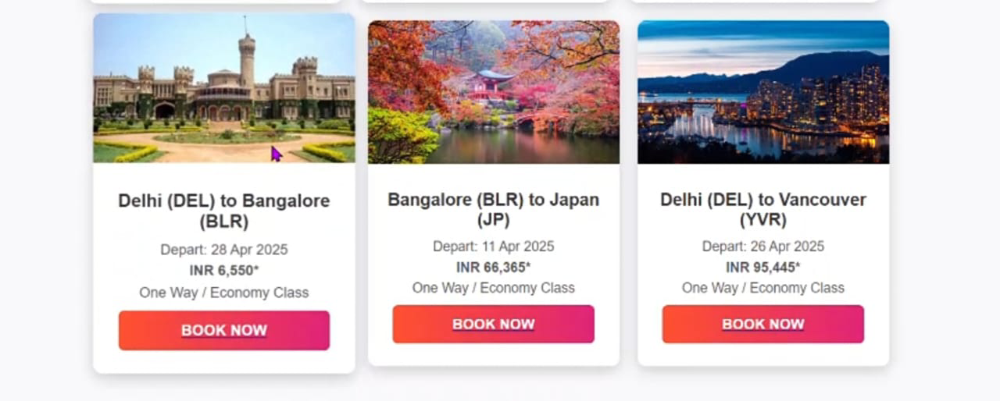 Delhi (DEL) to Bangalore
(BLR)
Depart: 28 Apr 2025
INR 6,550*
One Way / Economy Class
BOOK NOW
Bangalore (BLR) to Japan
(JP)
Depart: 11 Apr 2025
INR 66,365*
One Way / Economy Class
BOOK NOW
Delhi (DEL) to Vancouver
(YVR)
Depart: 26 Apr 2025
INR 95,445*
One Way / Economy Class
BOOK NOW